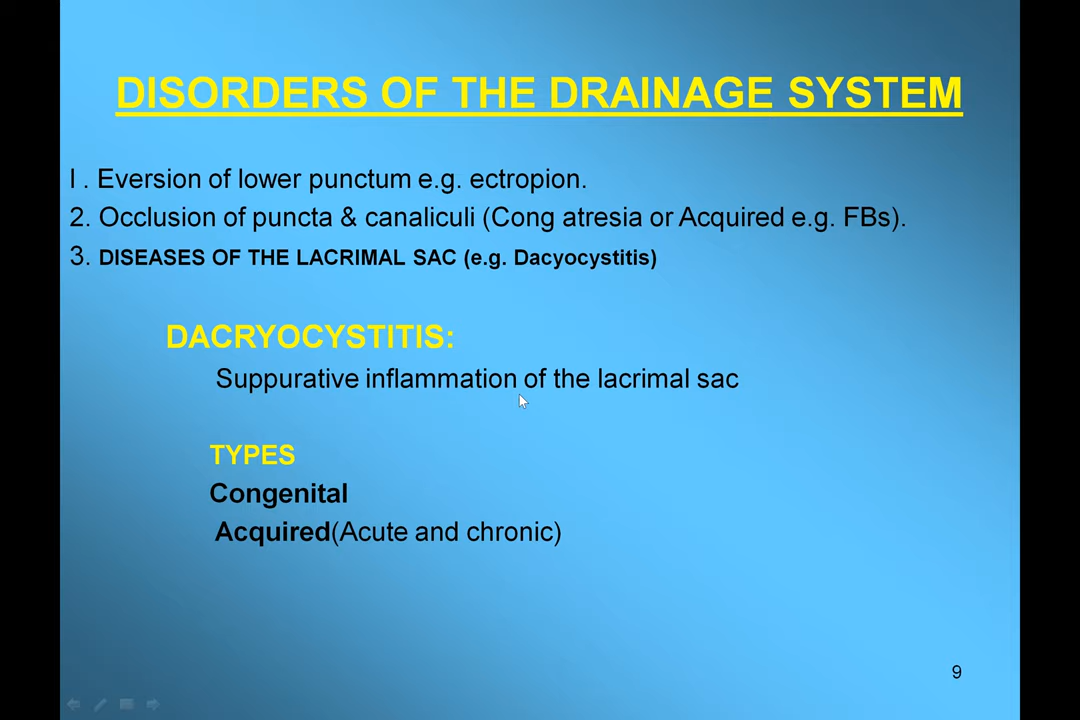 DISORDERS OF THE DRAINAGE SYSTEM
I . Eversion of lower punctum e.g. ectropion.
2. Occlusion of puncta & canaliculi (Cong atresia or Acquired e.g. FBs).
3. DISEASES OF THE LACRIMAL SAC (e.g. Dacyocystitis)
DACRYOCYSTITIS:
Suppurative inflammation of the lacrimal sac
TYPES
Congenital
Acquired(Acute and chronic)
9